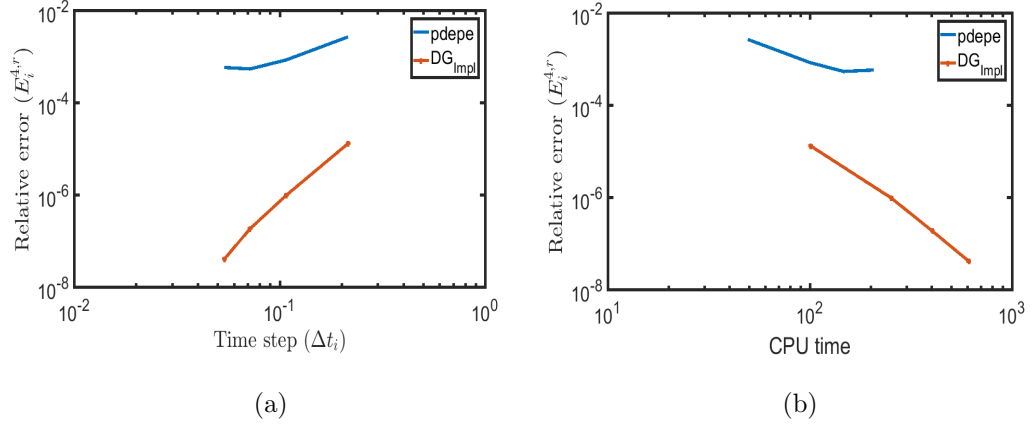 10^-2
10^-4
10^-6
10^-8
Relative error (E_i^{4,r})
pdepe
DG_Impl
10^-2
10^-1
10^0
Time step (Δt_i)
(a)
10^-2
10^-4
10^-6
10^-8
Relative error (E_i^{4,r})
pdepe
DG_Impl
10^1
10^2
10^3
CPU time
(b)